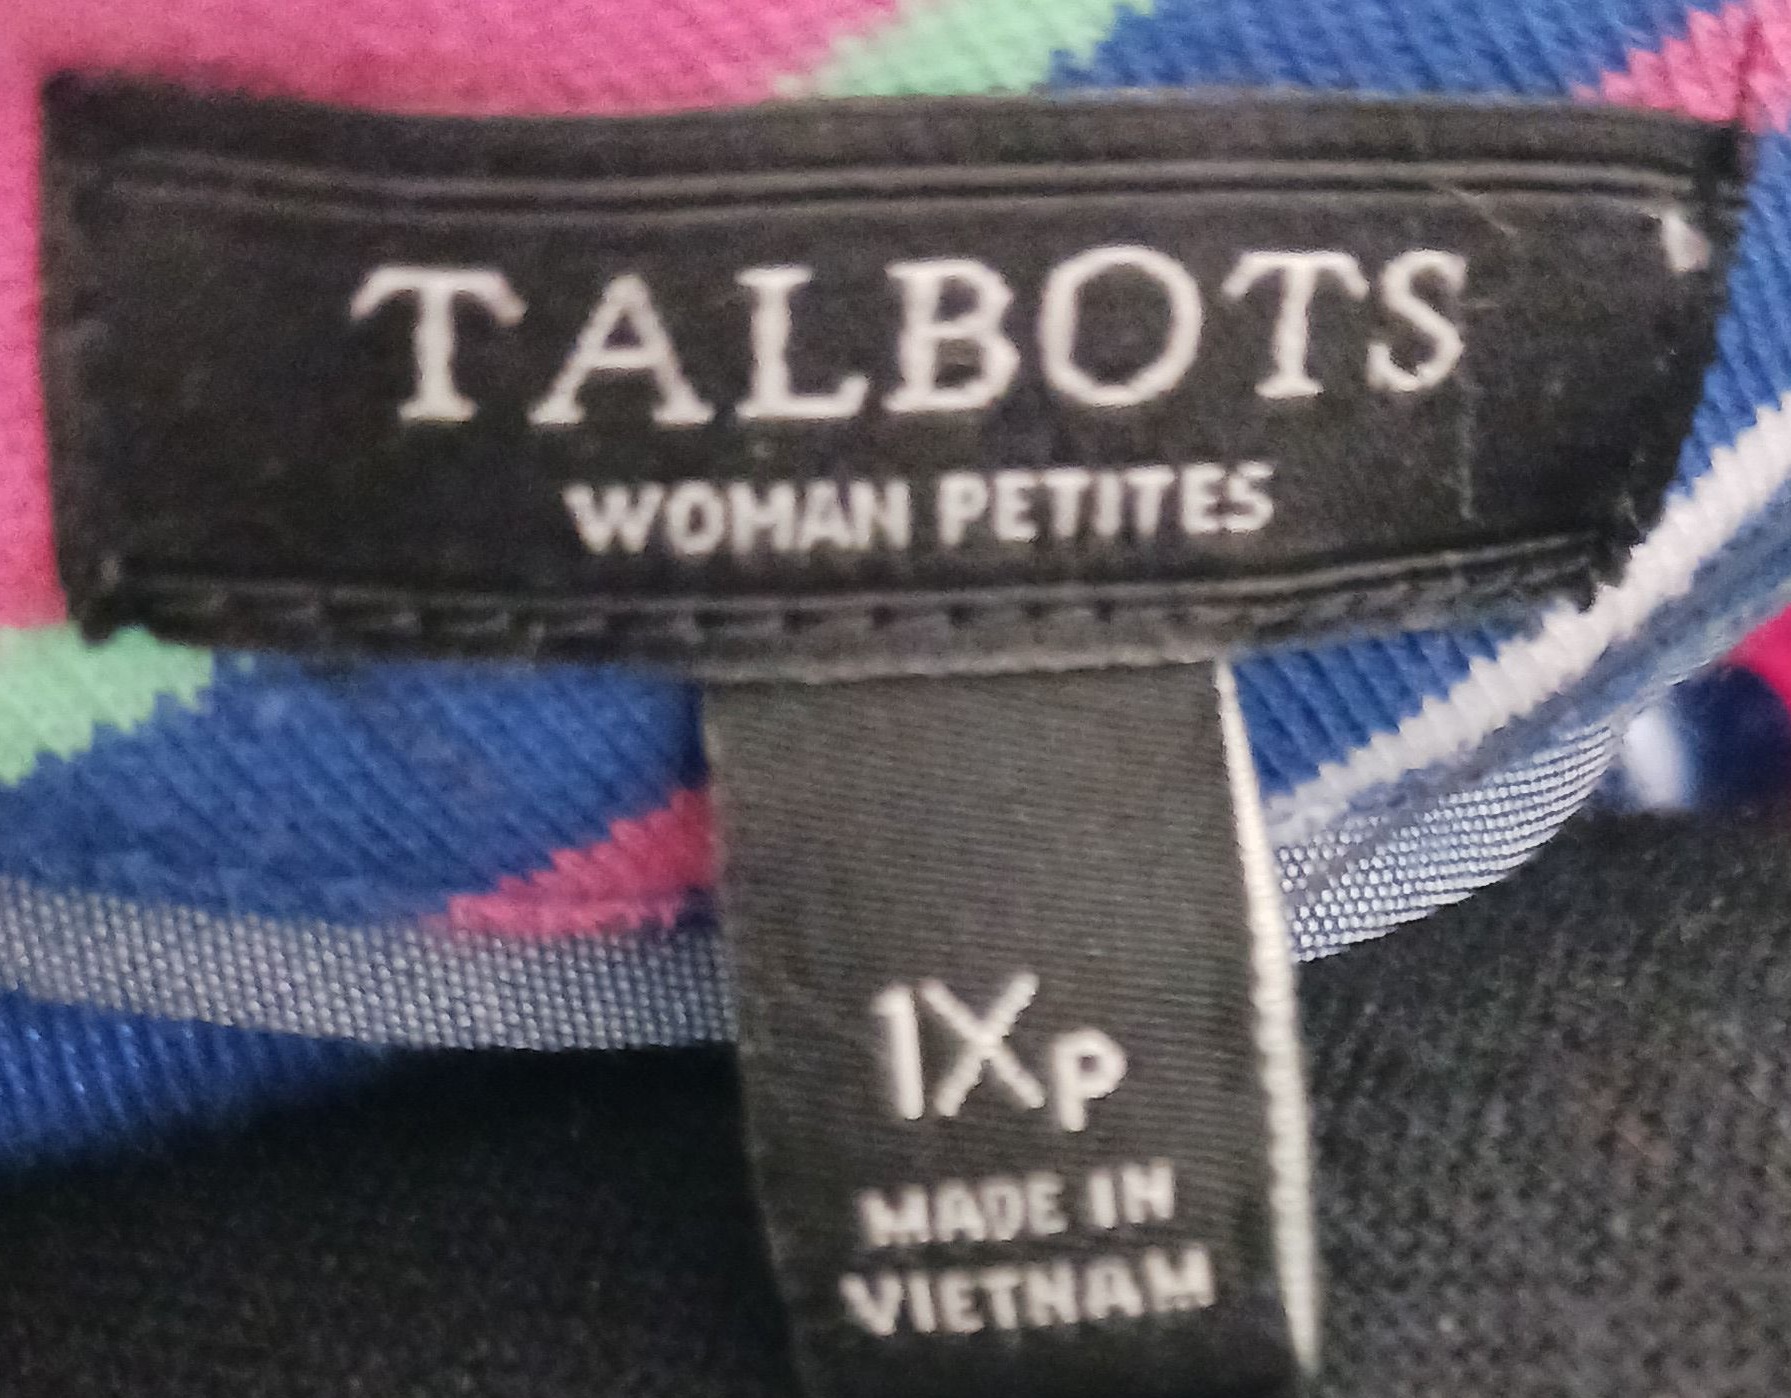 TALBOTS
WOMAN PETITES
1Xp
MADE IN
VIETNAM